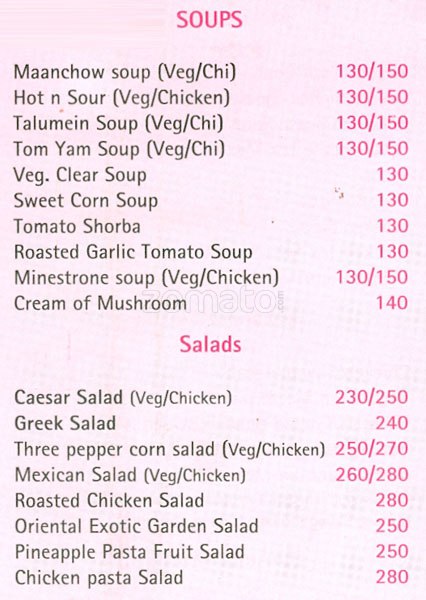 SOUPS
Maanchow soup (Veg/Chi) 130/150
Hot n Sour (Veg/Chicken) 130/150
Talumein Soup (Veg/Chi) 130/150
Tom Yam Soup (Veg/Chi) 130/150
Veg. Clear Soup 130
Sweet Corn Soup 130
Tomato Shorba 130
Roasted Garlic Tomato Soup 130
Minestrone soup (Veg/Chicken) 130/150
Cream of Mushroom 140
zomato.com
Salads
Caesar Salad (Veg/Chicken) 230/250
Greek Salad 240
Three pepper corn salad (Veg/Chicken) 250/270
Mexican Salad (Veg/Chicken) 260/280
Roasted Chicken Salad 280
Oriental Exotic Garden Salad 250
Pineapple Pasta Fruit Salad 250
Chicken pasta Salad 280